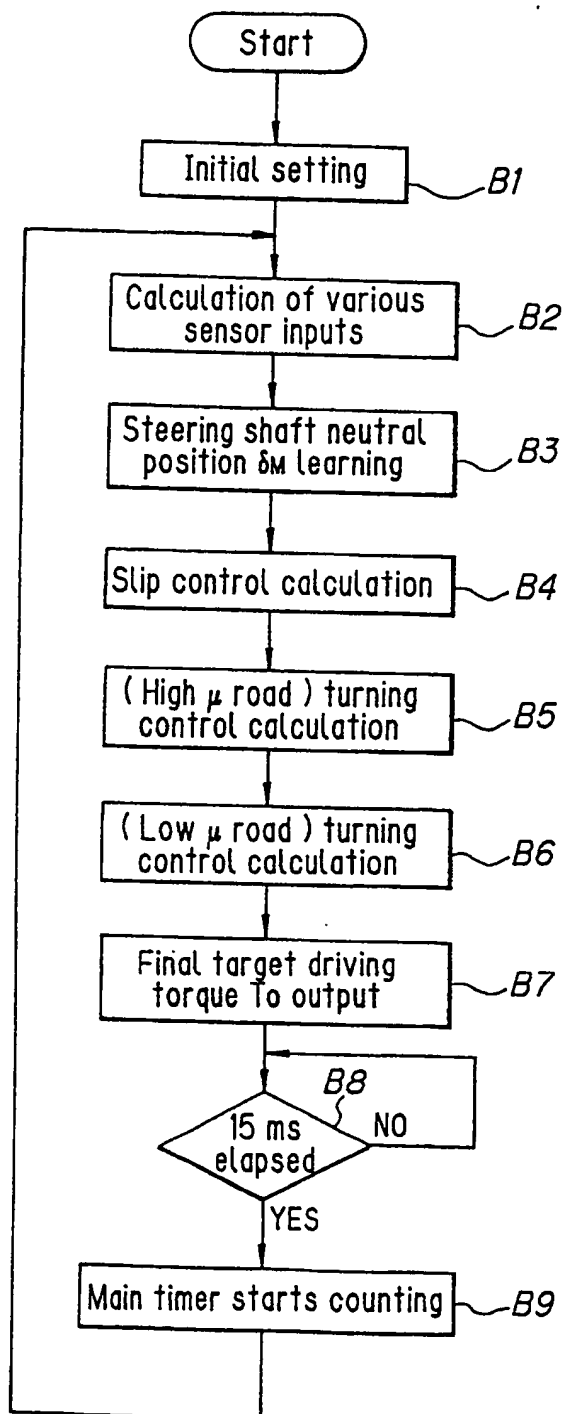 Start
Initial setting
B1
Calculation of various
sensor inputs
B2
Steering shaft neutral
position δM learning
B3
Slip control calculation
B4
(High μ road) turning
control calculation
B5
(Low μ road) turning
control calculation
B6
Final target driving
torque To output
B7
B8
15 ms
elapsed
NO
YES
Main timer starts counting
B9